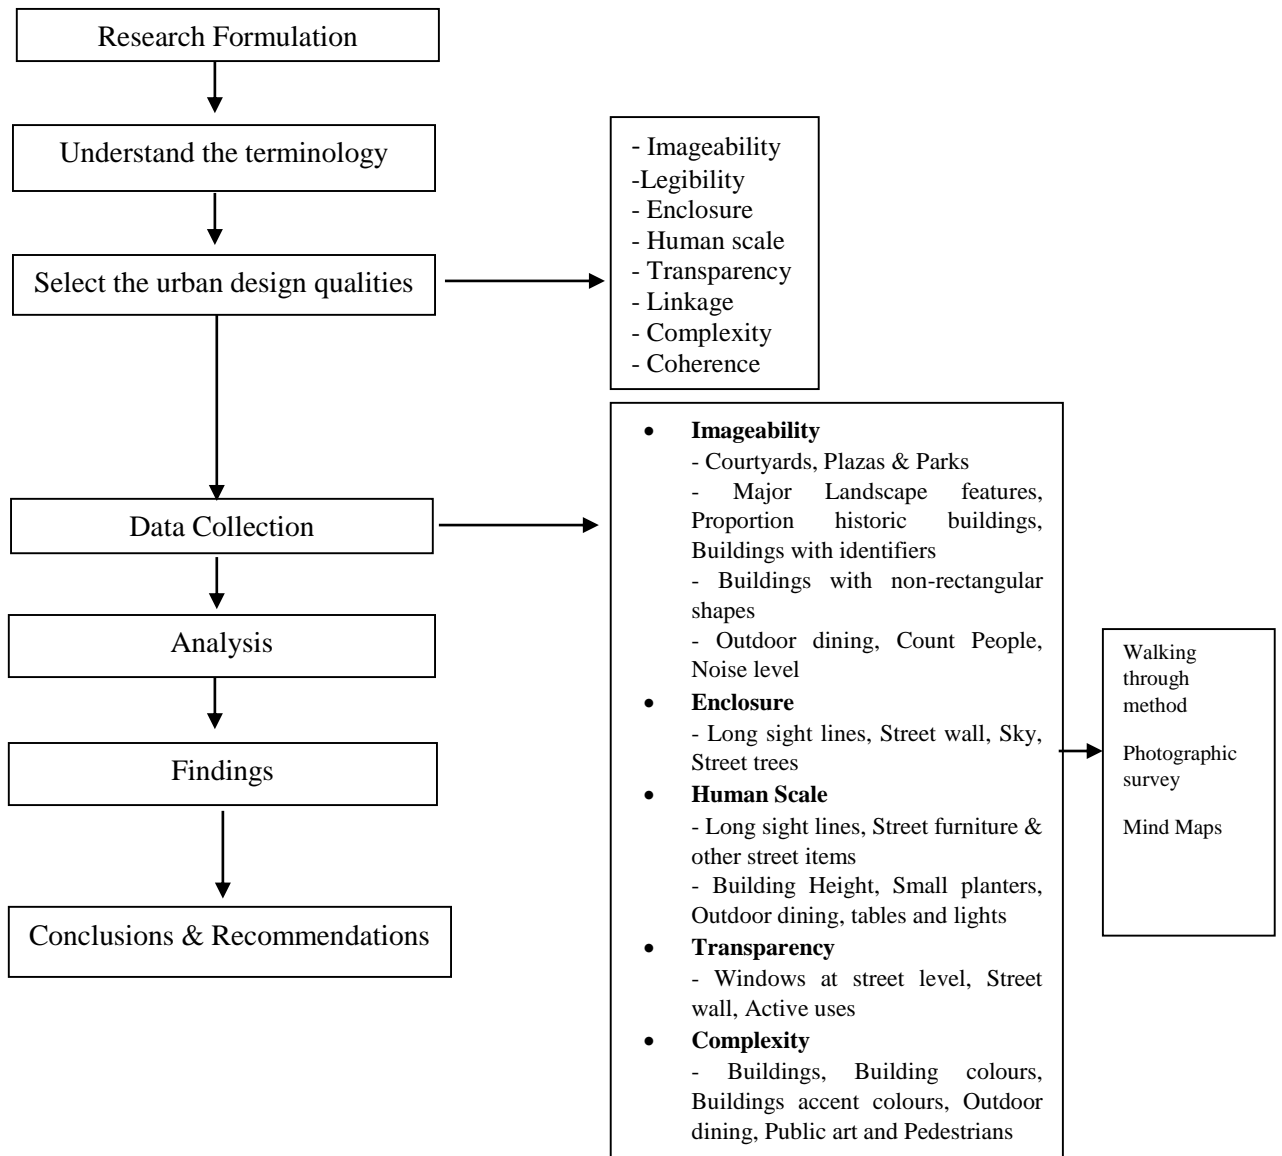 Research Formulation
Understand the terminology
Select the urban design qualities
- Imageability
-Legibility
- Enclosure
- Human scale
- Transparency
- Linkage
- Complexity
- Coherence
Data Collection
• Imageability
- Courtyards, Plazas & Parks
- Major Landscape features,
Proportion historic buildings,
Buildings with identifiers
- Buildings with non-rectangular
shapes
- Outdoor dining, Count People,
Noise level
• Enclosure
- Long sight lines, Street wall, Sky,
Street trees
• Human Scale
- Long sight lines, Street furniture &
other street items
- Building Height, Small planters,
Outdoor dining, tables and lights
• Transparency
- Windows at street level, Street
wall, Active uses
• Complexity
- Buildings, Building colours,
Buildings accent colours, Outdoor
dining, Public art and Pedestrians
Walking
through
method
Photographic
survey
Mind Maps
Analysis
Findings
Conclusions & Recommendations